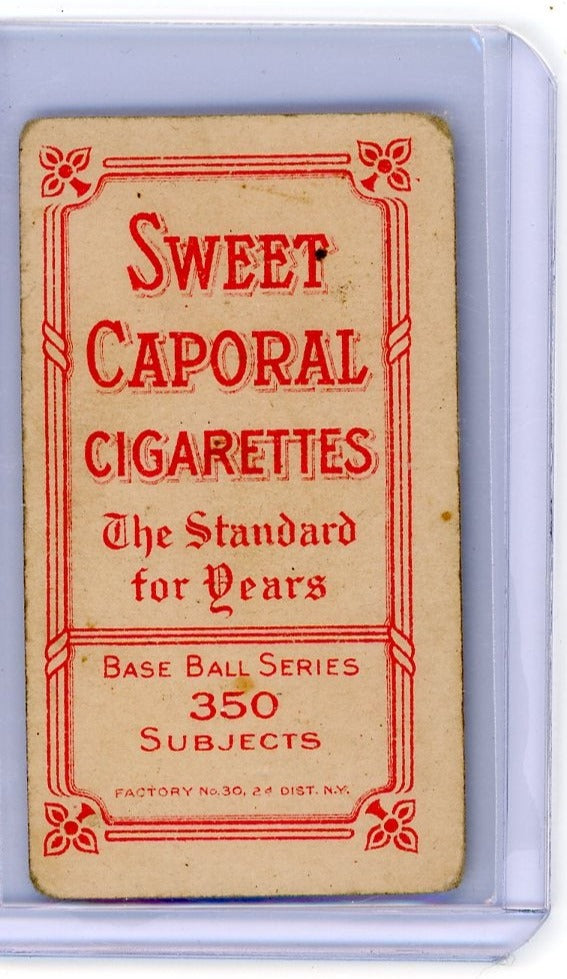 SWEET
CAPORAL
CIGARETTES
The Standard
for Years
BASE BALL SERIES
350
SUBJECTS
FACTORY No. 30, 2d DIST. N.Y.